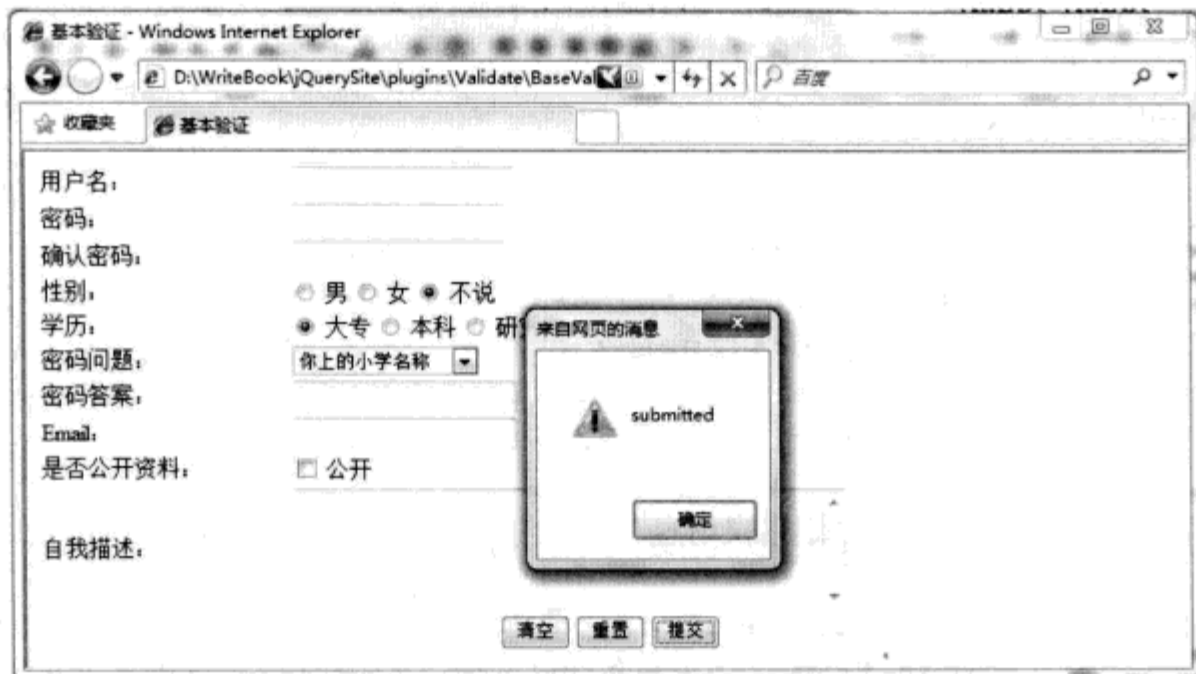 基本验证 - Windows Internet Explorer
D:\WriteBook\jQuerySite\plugins\Validate\BaseVa
百度
收藏夹 基本验证
用户名：
密码：
确认密码：
性别： 男 女 不说
学历： 大专 本科 研
密码问题： 你上的小学名称
密码答案：
Email：
是否公开资料： 公开
自我描述：
来自网页的消息
submitted
确定
清空 重置 提交